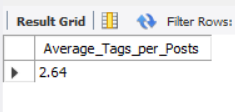 Result Grid Filter Rows:
Average_Tags_per_Posts
2.64